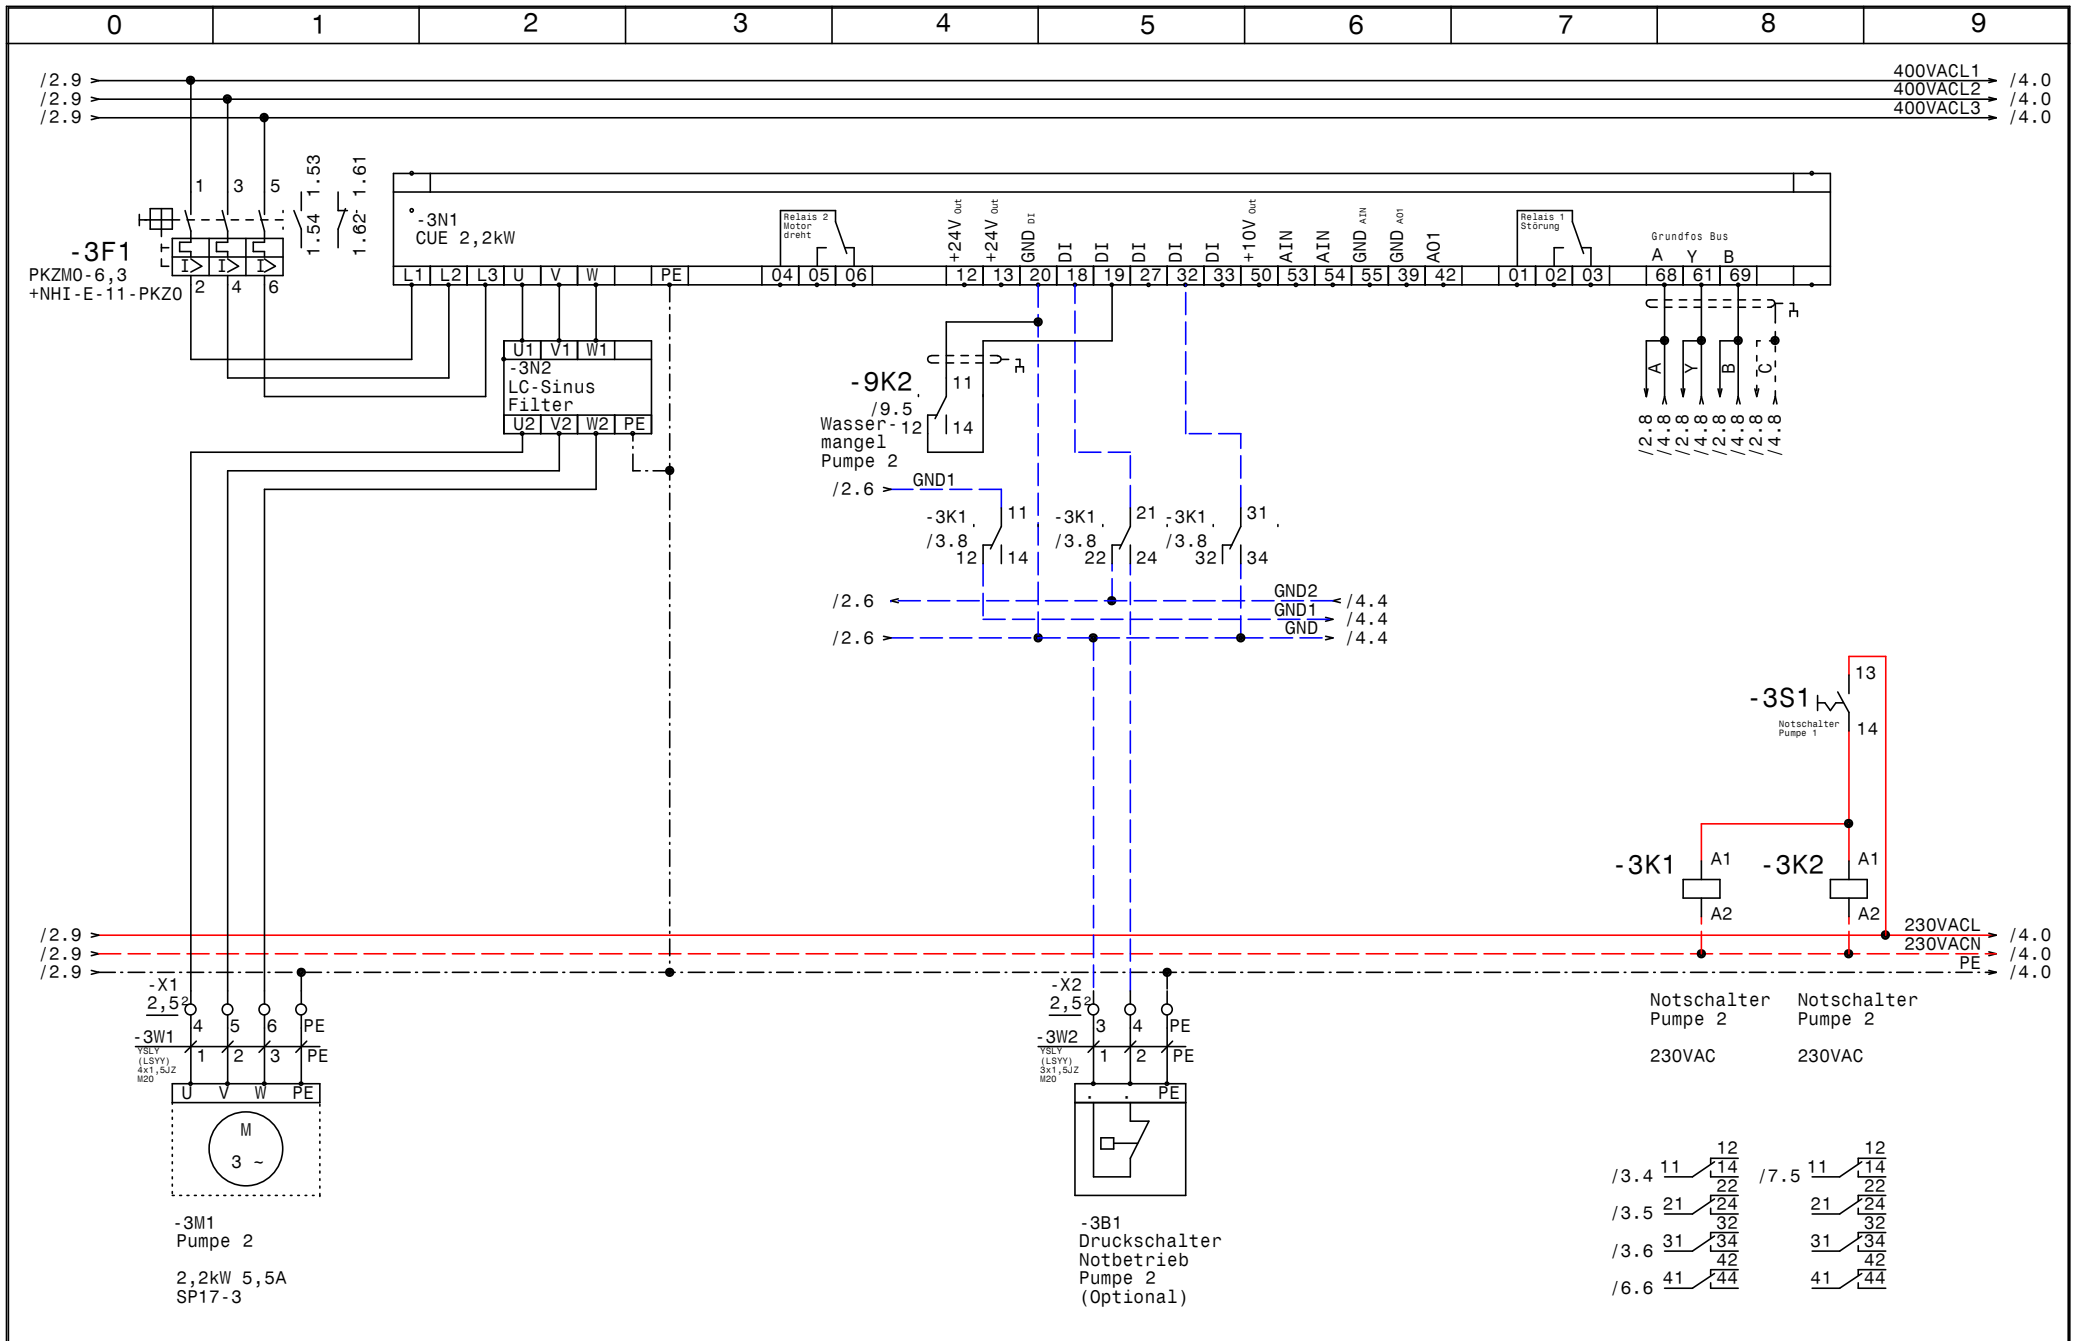 0 1 2 3 4 5 6 7 8 9
/2.9 400VACL1 /4.0
/2.9 400VACL2 /4.0
/2.9 400VACL3 /4.0
1 3 5 1.54 1.53 1.62 1.61
-3F1
PKZMO-6,3
+NHI-E-11-PKZO
I> I> I>
2 4 6
-3N1
CUE 2,2kW
Relais 2
Motor
dreht
+24V Out
+24V Out
GND DI
DI
DI
DI
DI
DI
+10V Out
AIN
AIN
GND AIN
GND AO1
AO1
Relais 1
Störung
Grundfos Bus
A Y B
L1 L2 L3 U V W PE 04 05 06 12 13 20 18 19 27 32 33 50 53 54 55 39 42 01 02 03 68 61 69
U1 V1 W1
-3N2
LC-Sinus
Filter
U2 V2 W2 PE
-9K2
/9.5
11
12 14
Wasser-
mangel
Pumpe 2
A Y B C
/2.8 /4.8 /2.8 /4.8 /2.8 /4.8 /2.8 /4.8
/2.6 GND1
-3K1 11
/3.8
12 14
-3K1 21
/3.8
22 24
-3K1 31
/3.8
32 34
/2.6 GND2 /4.4
GND1 /4.4
/2.6 GND /4.4
13
-3S1
Notschalter
Pumpe 1
14
-3K1 A1
A2
-3K2 A1
A2
/2.9 230VACL /4.0
/2.9 230VACN /4.0
/2.9 PE /4.0
-X1
2,5²
4 5 6 PE
-3W1
YSLY
(LSYY)
4x1,5JZ
M20
1 2 3 PE
U V W PE
M
3 ~
-3M1
Pumpe 2
2,2kW 5,5A
SP17-3
-X2
2,5²
3 4 PE
-3W2
YSLY
(LSYY)
3x1,5JZ
M20
1 2 PE
. . PE
-3B1
Druckschalter
Notbetrieb
Pumpe 2
(Optional)
Notschalter
Pumpe 2
230VAC
Notschalter
Pumpe 2
230VAC
12
/3.4 11 14
22
/3.5 21 24
32
/3.6 31 34
42
/6.6 41 44
12
/7.5 11 14
22
21 24
32
31 34
42
41 44